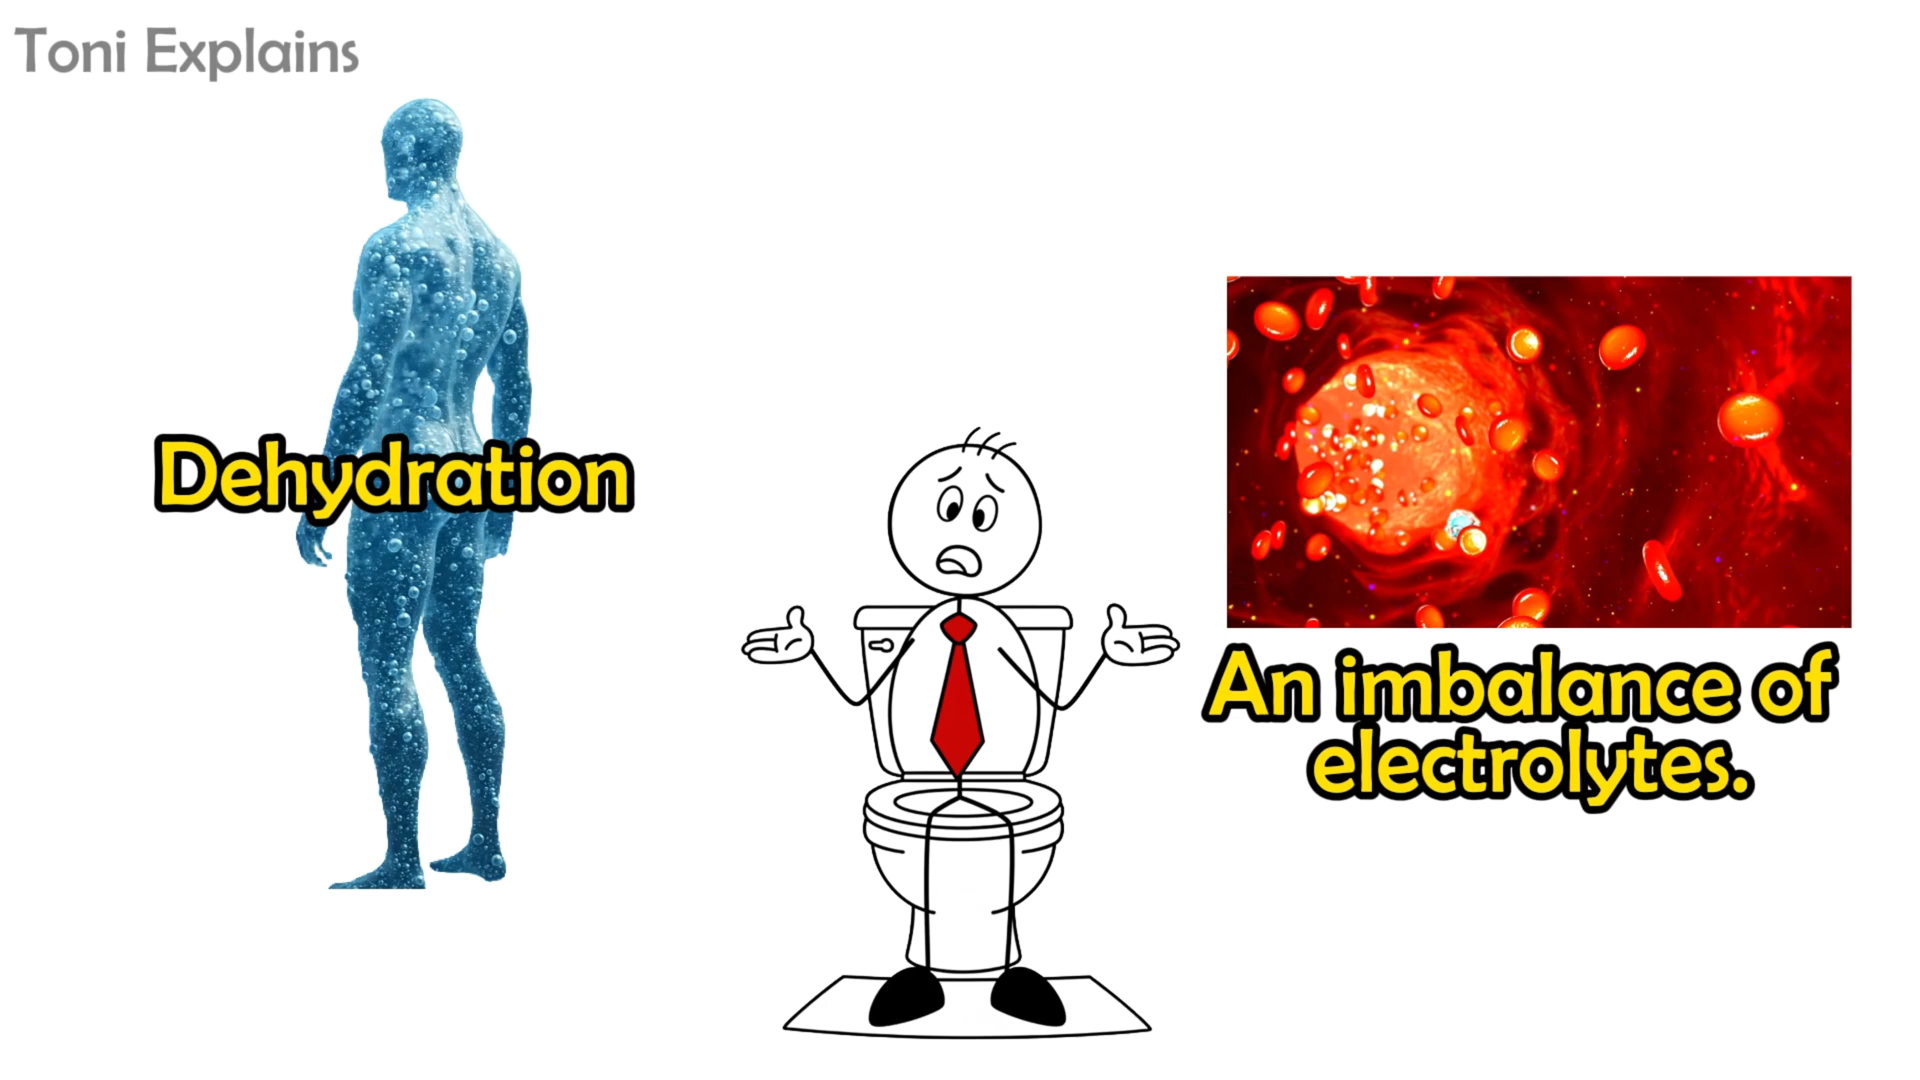 Toni Explains
Dehydration
An imbalance of
electrolytes.